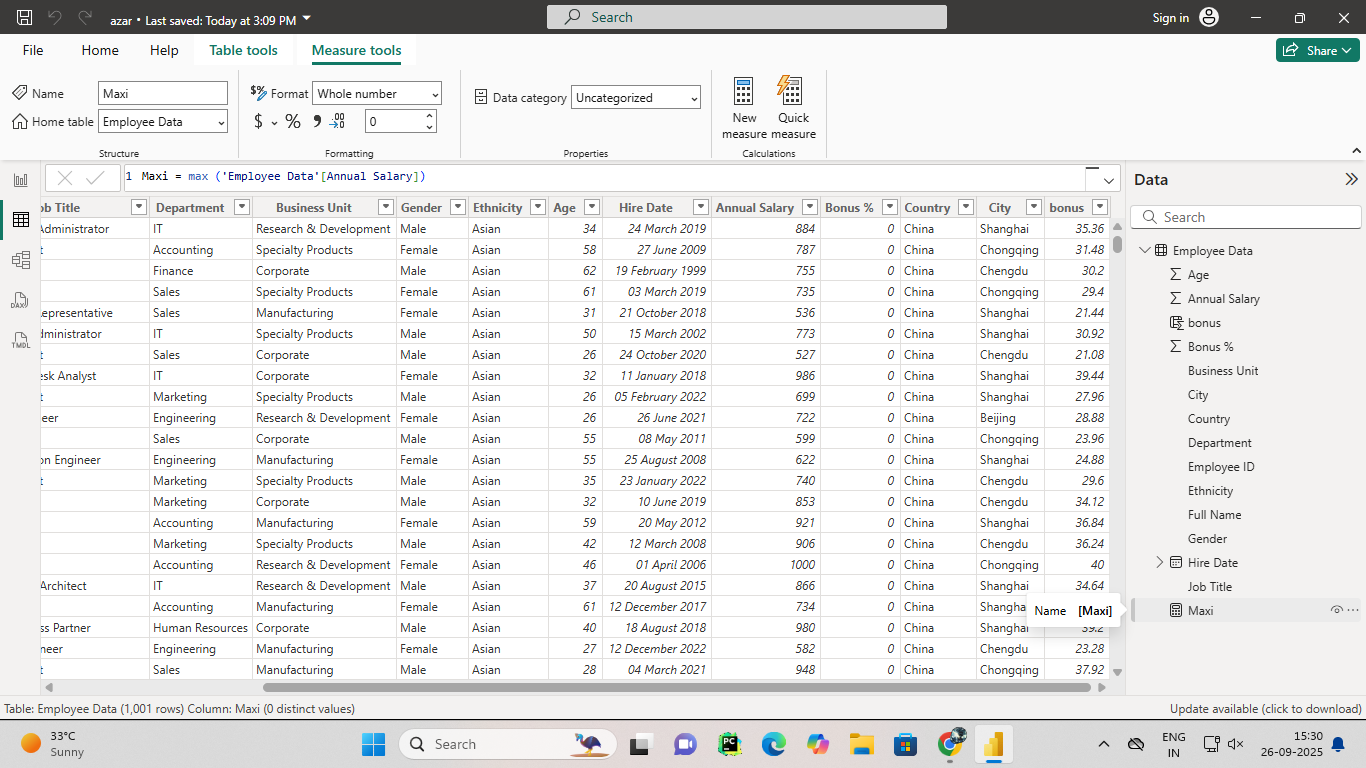 azar • Last saved: Today at 3:09 PM
Search
Sign in
File Home Help Table tools Measure tools
Share
Name Maxi
Home table Employee Data
Structure
Format Whole number
$ % 9 .00 0
Formatting
Data category Uncategorized
Properties
New measure
Quick measure
Calculations
1 Maxi = max ('Employee Data'[Annual Salary])
ob Title Department Business Unit Gender Ethnicity Age Hire Date Annual Salary Bonus % Country City bonus
Administrator IT Research & Development Male Asian 34 24 March 2019 884 0 China Shanghai 35.36
t Accounting Specialty Products Female Asian 58 27 June 2009 787 0 China Chongqing 31.48
Finance Corporate Male Asian 62 19 February 1999 755 0 China Chengdu 30.2
Sales Specialty Products Female Asian 61 03 March 2019 735 0 China Chongqing 29.4
epresentative Sales Manufacturing Female Asian 31 21 October 2018 536 0 China Shanghai 21.44
dministrator IT Specialty Products Male Asian 50 15 March 2002 773 0 China Shanghai 30.92
t Sales Corporate Male Asian 26 24 October 2020 527 0 China Chengdu 21.08
esk Analyst IT Corporate Female Asian 32 11 January 2018 986 0 China Shanghai 39.44
t Marketing Specialty Products Male Asian 26 05 February 2022 699 0 China Shanghai 27.96
eer Engineering Research & Development Female Asian 26 26 June 2021 722 0 China Beijing 28.88
Sales Corporate Male Asian 55 08 May 2011 599 0 China Chongqing 23.96
on Engineer Engineering Manufacturing Female Asian 55 25 August 2008 622 0 China Shanghai 24.88
t Marketing Specialty Products Male Asian 35 23 January 2022 740 0 China Shanghai 29.6
Marketing Corporate Male Asian 32 10 June 2019 853 0 China Chengdu 34.12
Accounting Manufacturing Female Asian 59 20 May 2012 921 0 China Shanghai 36.84
Marketing Specialty Products Male Asian 42 12 March 2008 906 0 China Chengdu 36.24
Accounting Research & Development Female Asian 46 01 April 2006 1000 0 China Chongqing 40
Architect IT Research & Development Male Asian 37 20 August 2015 866 0 China Shanghai 34.64
Accounting Manufacturing Female Asian 61 12 December 2017 734 0 China Shangha
ss Partner Human Resources Corporate Male Asian 40 18 August 2018 980 0 China Shanghai 39.2
neer Engineering Manufacturing Female Asian 27 12 December 2022 582 0 China Chengdu 23.28
t Sales Manufacturing Female Asian 28 04 March 2021 948 0 China Chongqing 37.92
Name [Maxi]
Data
Search
Employee Data
Age
Annual Salary
bonus
Bonus %
Business Unit
City
Country
Department
Employee ID
Ethnicity
Full Name
Gender
Hire Date
Job Title
Maxi
DAX
TMDL
Table: Employee Data (1,001 rows) Column: Maxi (0 distinct values)
Update available (click to download)
33°C
Sunny
Search
PC
ENG
IN
15:30
26-09-2025